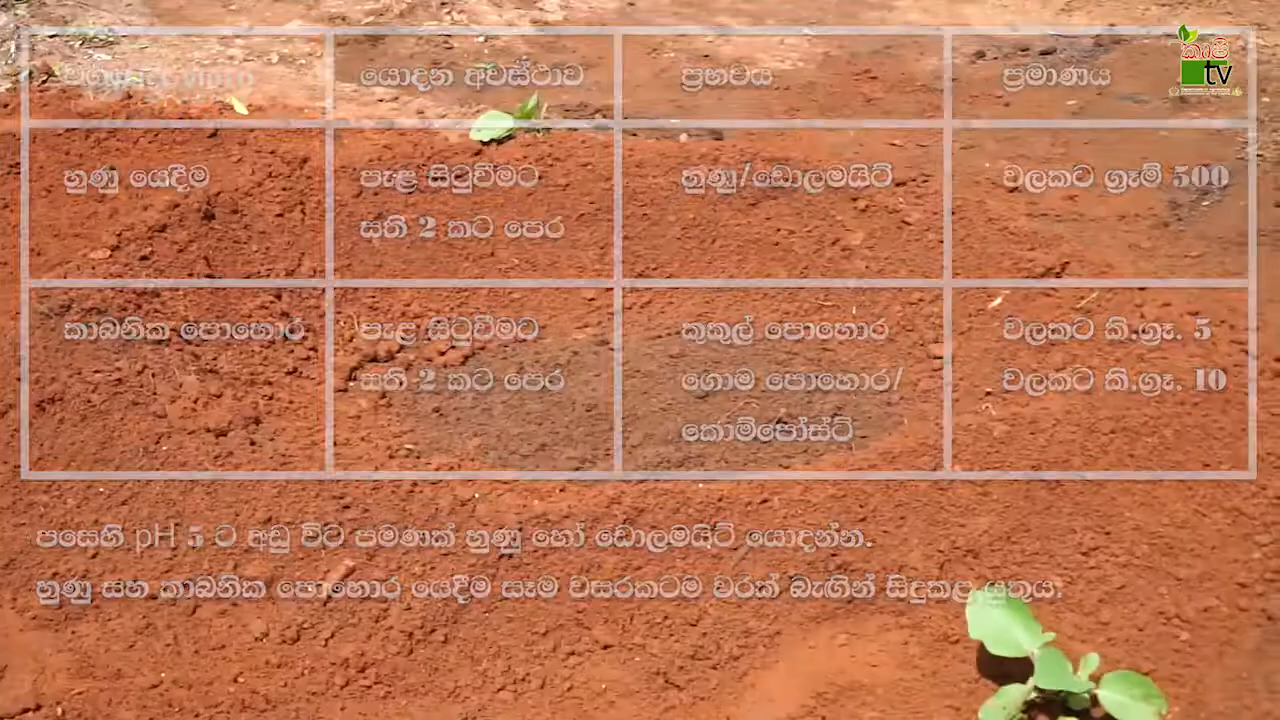 කෘෂි
tv
යොදන අවස්ථාව
ප්‍රභවය
ප්‍රමාණය
හුණු යෙදීම
පැළ සිටුවීමට
සති 2 කට පෙර
හුණු/ඩොලමයිට්
වලකට ග්‍රෑම් 500
කාබනික පොහොර
පැළ සිටුවීමට
සති 2 කට පෙර
කුකුල් පොහොර
ගොම පොහොර/
කොම්පෝස්ට්
වලකට කි.ග්‍රෑ. 5
වලකට කි.ග්‍රෑ. 10
පසෙහි pH 5 ට අඩු විට පමණක් හුණු හෝ ඩොලමයිට් යොදන්න.
හුණු සහ කාබනික පොහොර යෙදීම සෑම වසරකටම වරක් බැගින් සිදුකළ යුතුය.